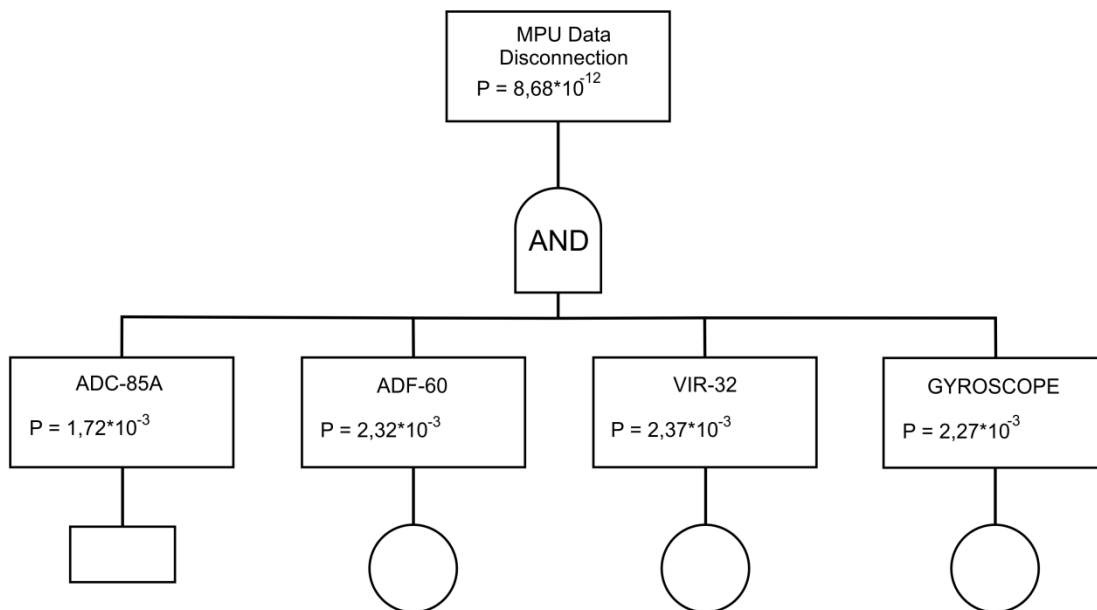 MPU Data
Disconnection
P = 8,68*10^-12
AND
ADC-85A
P = 1,72*10^-3
ADF-60
P = 2,32*10^-3
VIR-32
P = 2,37*10^-3
GYROSCOPE
P = 2,27*10^-3